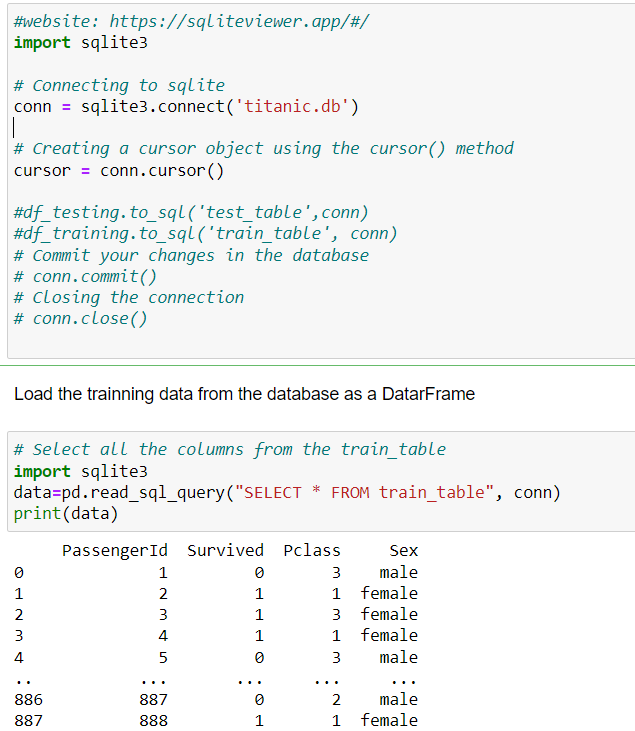 #website: https://sqliteviewer.app/#/
import sqlite3
# Connecting to sqlite
conn = sqlite3.connect('titanic.db')
# Creating a cursor object using the cursor() method
cursor = conn.cursor()
#df_testing.to_sql('test_table',conn)
#df_training.to_sql('train_table', conn)
# Commit your changes in the database
# conn.commit()
# Closing the connection
# conn.close()
Load the trainning data from the database as a DatarFrame
# Select all the columns from the train_table
import sqlite3
data=pd.read_sql_query("SELECT * FROM train_table", conn)
print(data)
PassengerId Survived Pclass Sex
0 1 0 3 male
1 2 1 1 female
2 3 1 3 female
3 4 1 1 female
4 5 0 3 male
.. ... ... ... ...
886 887 0 2 male
887 888 1 1 female